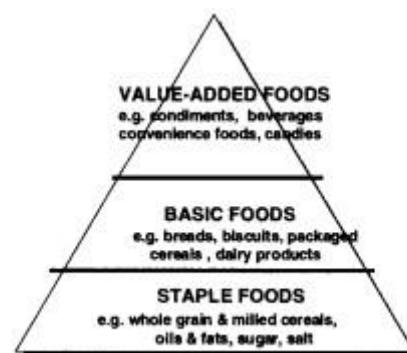 VALUE-ADDED FOODS
e.g. condiments, beverages
convenience foods, candies
BASIC FOODS
e.g. breads, biscuits, packaged
cereals , dairy products
STAPLE FOODS
e.g. whole grain & milled cereals,
oils & fats, sugar, salt